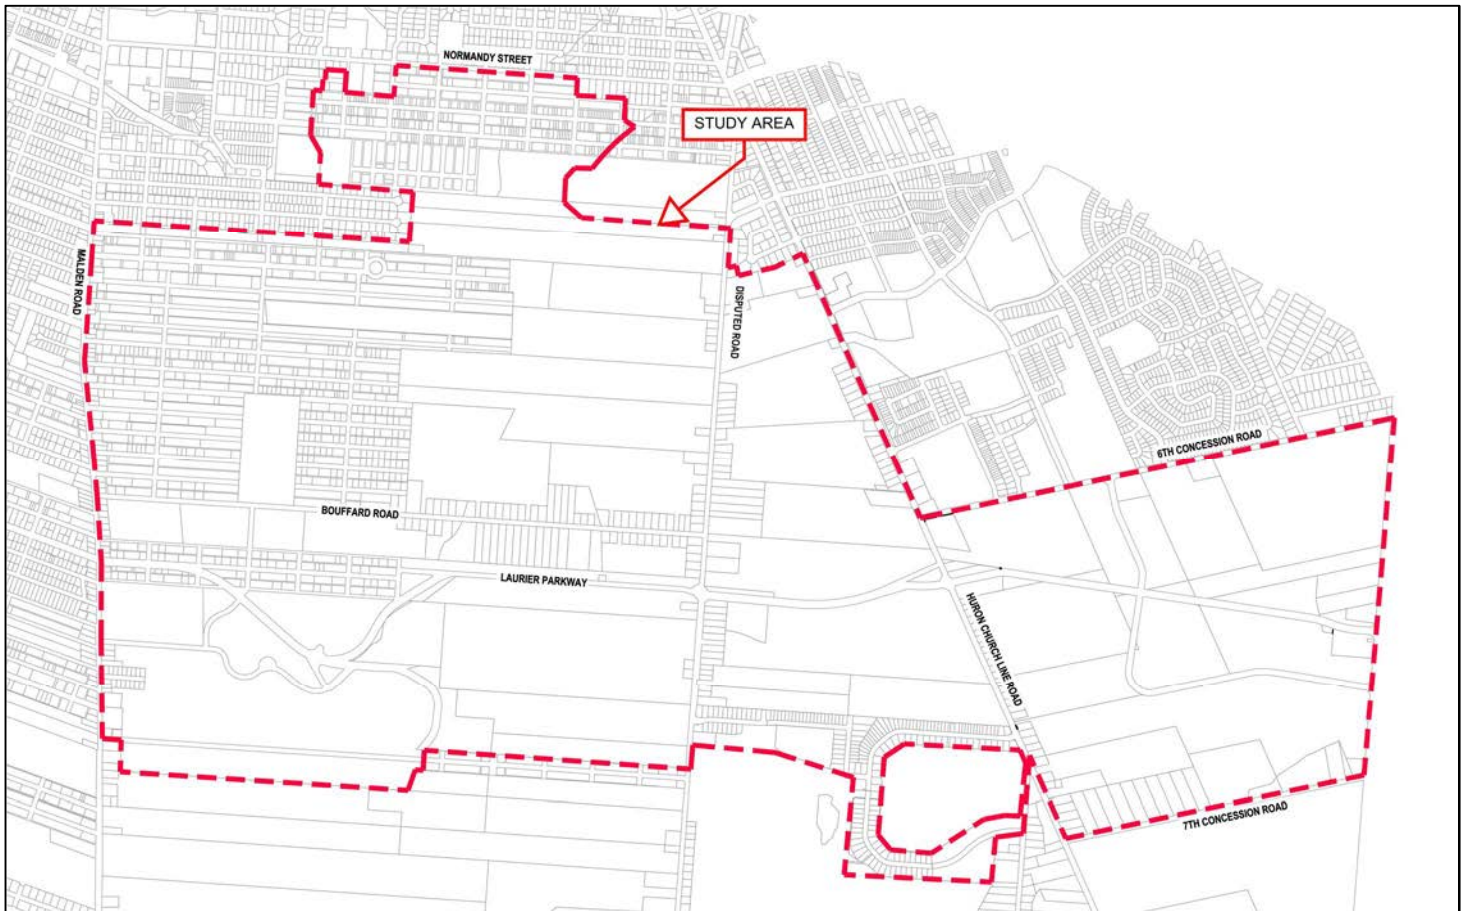 NORMANDY STREET
STUDY AREA
MALDEN ROAD
DISPUTED ROAD
6TH CONCESSION ROAD
BOUFFARD ROAD
LAURIER PARKWAY
HURON CHURCH LINE ROAD
7TH CONCESSION ROAD